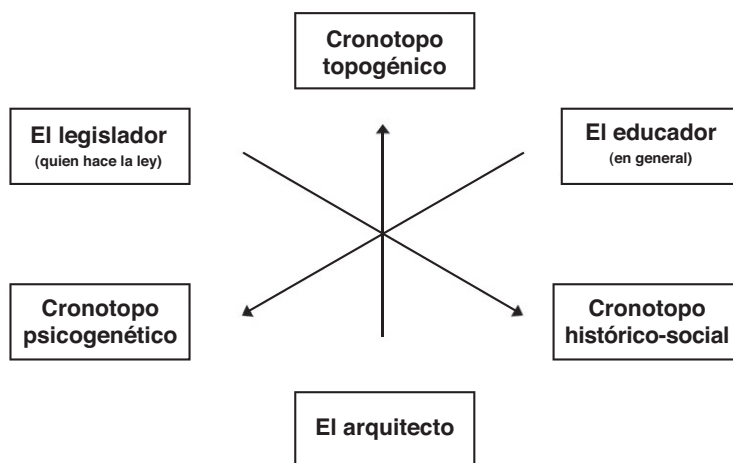 Cronotopo
topogénico
El legislador
(quien hace la ley)
El educador
(en general)
Cronotopo
psicogenético
Cronotopo
histórico-social
El arquitecto